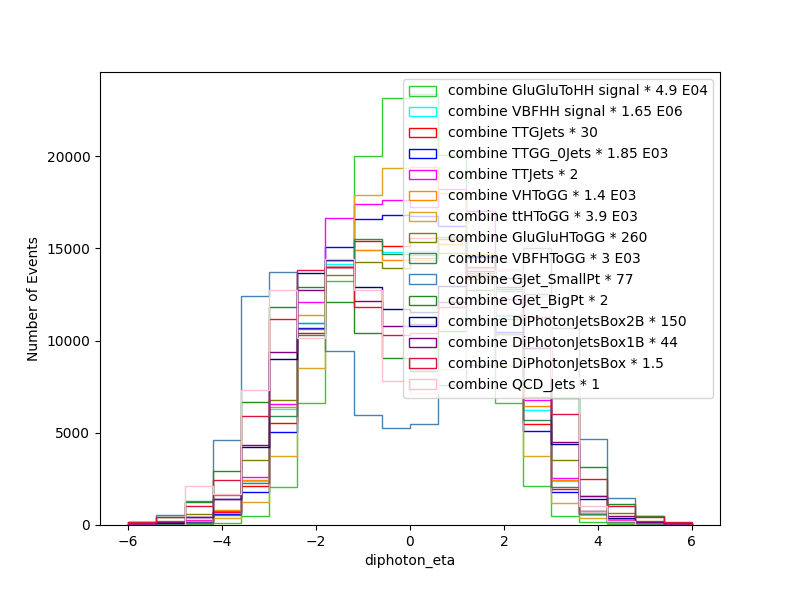 combine GluGluToHH signal * 4.9 E04
combine VBFHH signal * 1.65 E06
combine TTGJets * 30
combine TTGG_0Jets * 1.85 E03
combine TTJets * 2
combine VHToGG * 1.4 E03
combine ttHToGG * 3.9 E03
combine GluGluHToGG * 260
combine VBFHToGG * 3 E03
combine GJet_SmallPt * 77
combine GJet_BigPt * 2
combine DiPhotonJetsBox2B * 150
combine DiPhotonJetsBox1B * 44
combine DiPhotonJetsBox * 1.5
combine QCD_Jets * 1
Number of Events
20000
15000
10000
5000
0
−6 −4 −2 0 2 4 6
diphoton_eta